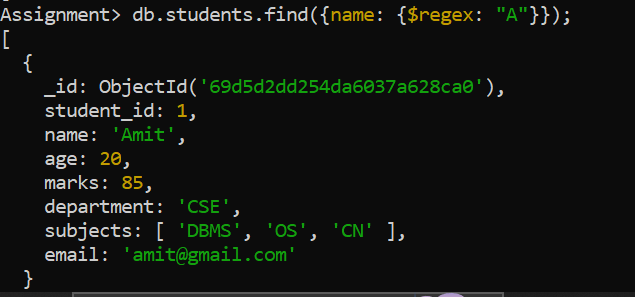 Assignment> db.students.find({name: {$regex: "A"}});
[
  {
    _id: ObjectId('69d5d2dd254da6037a628ca0'),
    student_id: 1,
    name: 'Amit',
    age: 20,
    marks: 85,
    department: 'CSE',
    subjects: [ 'DBMS', 'OS', 'CN' ],
    email: 'amit@gmail.com'
  }